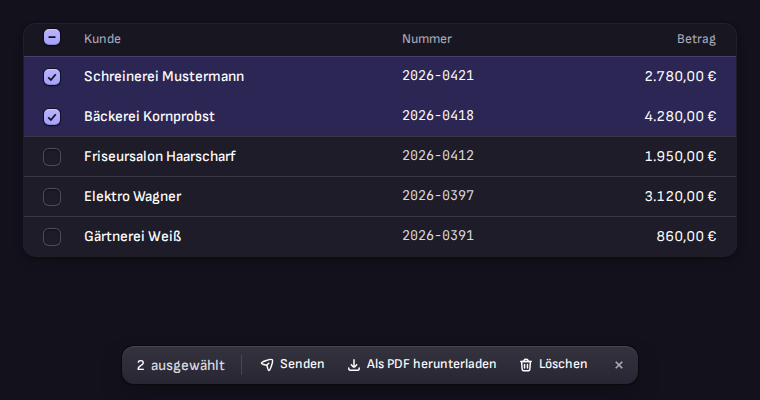 Kunde Nummer Betrag
Schreinerei Mustermann 2026-0421 2.780,00 €
Bäckerei Kornprobst 2026-0418 4.280,00 €
Friseursalon Haarscharf 2026-0412 1.950,00 €
Elektro Wagner 2026-0397 3.120,00 €
Gärtnerei Weiß 2026-0391 860,00 €
2 ausgewählt Senden Als PDF herunterladen Löschen